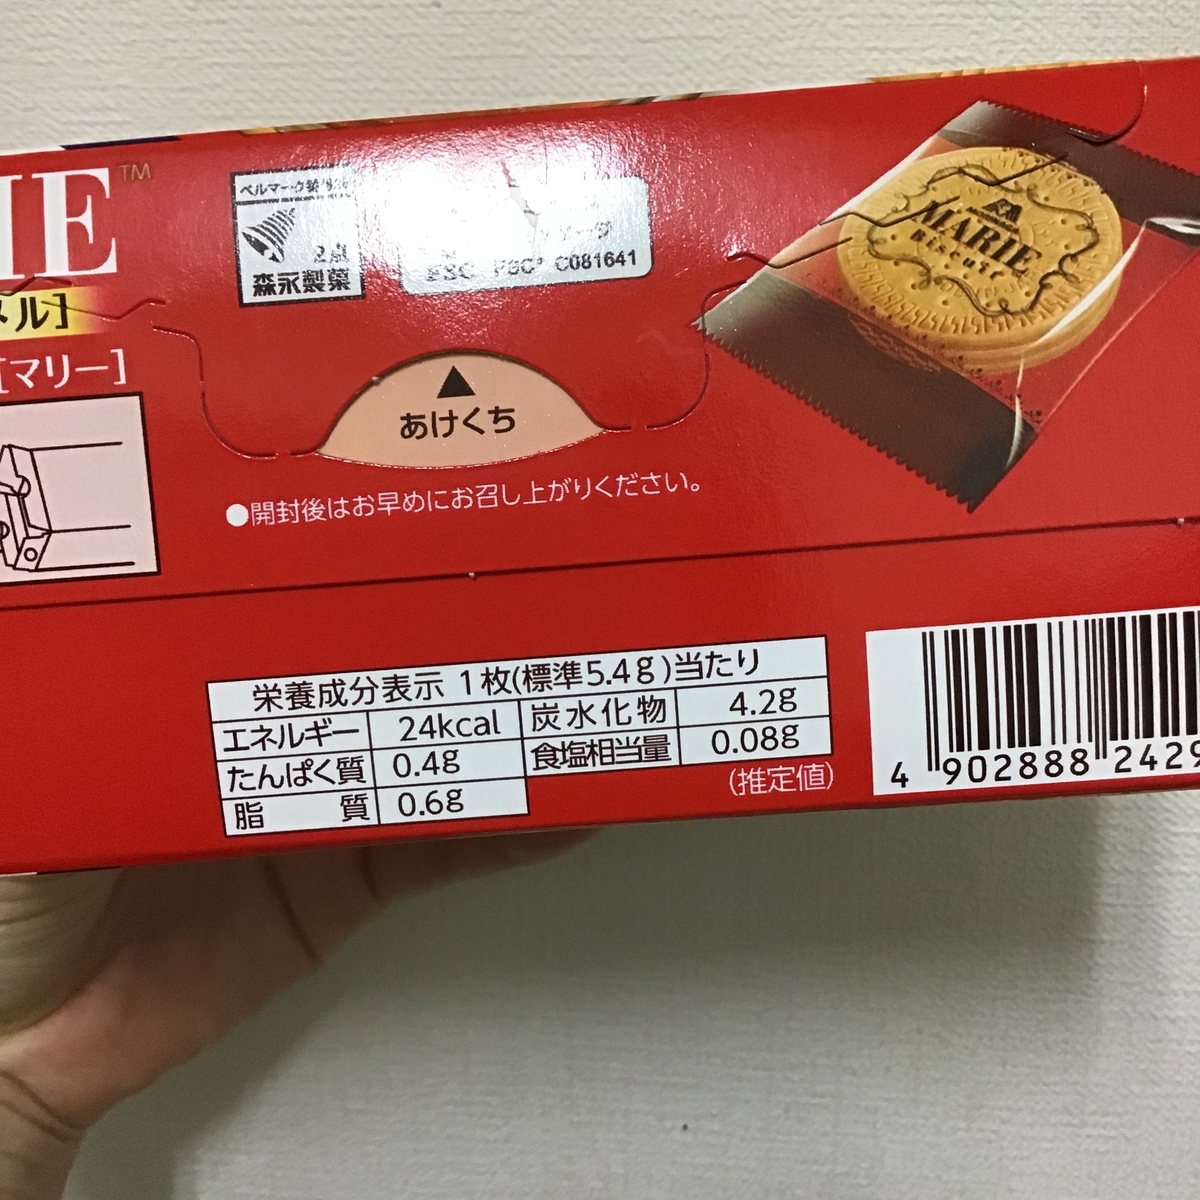 IE™
メル]
[マリー]
ベルマーク
2点
森永製菓
FSC® C081641
MARIE
Biscuit
▲
あけくち
●開封後はお早めにお召し上がりください。
栄養成分表示 1枚(標準5.4g)当たり
エネルギー 24kcal 炭水化物 4.2g
たんぱく質 0.4g 食塩相当量 0.08g
脂質 0.6g
(推定値)
4 902888 2429